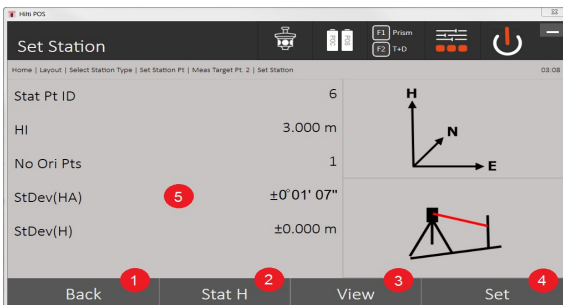 Hilti POS
Set Station
POC
POS
F1 Prism
F2 T+D
Home | Layout | Select Station Type | Set Station Pt | Meas Target Pt. 2 | Set Station
03:08
Stat Pt ID 6
HI 3.000 m
No Ori Pts 1
StDev(HA) 5 ±0°01' 07"
StDev(H) ±0.000 m
H
N
E
1
2
3
4
Back Stat H View Set